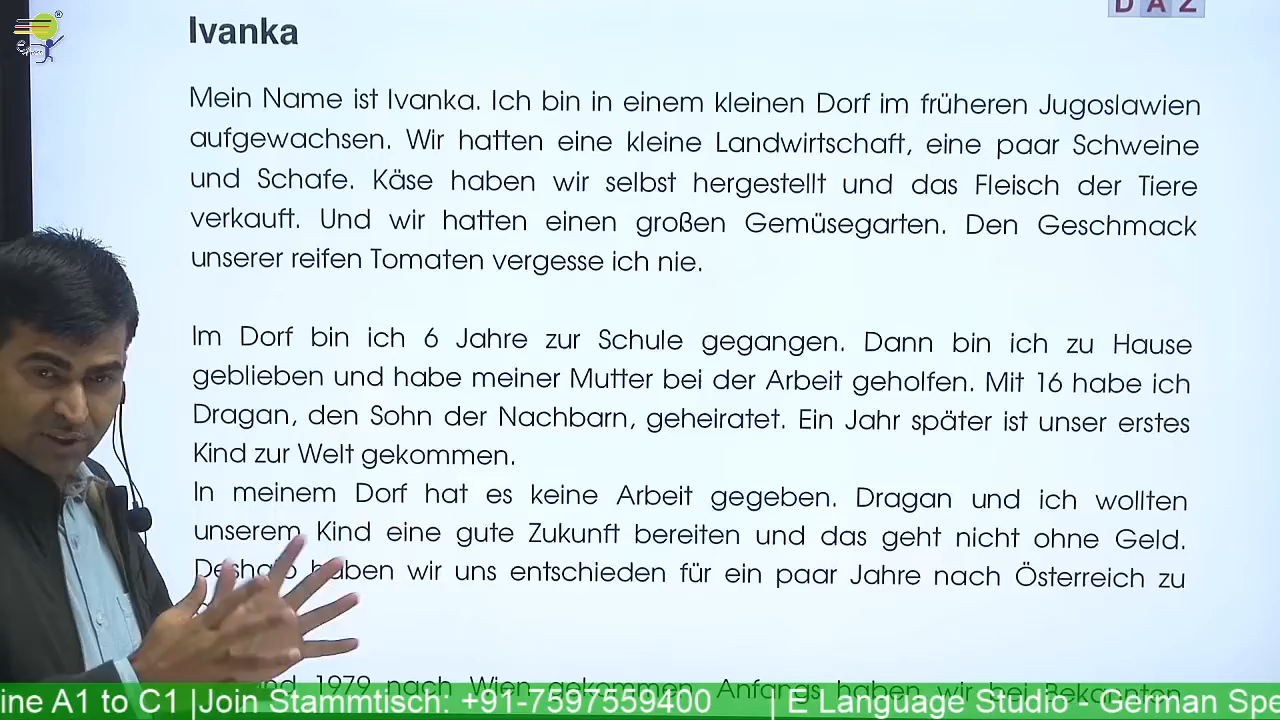 DAZ
Ivanka
Mein Name ist Ivanka. Ich bin in einem kleinen Dorf im früheren Jugoslawien
aufgewachsen. Wir hatten eine kleine Landwirtschaft, eine paar Schweine
und Schafe. Käse haben wir selbst hergestellt und das Fleisch der Tiere
verkauft. Und wir hatten einen großen Gemüsegarten. Den Geschmack
unserer reifen Tomaten vergesse ich nie.
Im Dorf bin ich 6 Jahre zur Schule gegangen. Dann bin ich zu Hause
geblieben und habe meiner Mutter bei der Arbeit geholfen. Mit 16 habe ich
Dragan, den Sohn der Nachbarn, geheiratet. Ein Jahr später ist unser erstes
Kind zur Welt gekommen.
In meinem Dorf hat es keine Arbeit gegeben. Dragan und ich wollten
unserem Kind eine gute Zukunft bereiten und das geht nicht ohne Geld.
Deshalb haben wir uns entschieden für ein paar Jahre nach Österreich zu
1979 nach Wien gekommen. Anfangs haben wir bei Bekannten
ine A1 to C1 |Join Stammtisch: +91-7597559400 | E Language Studio - German Spe